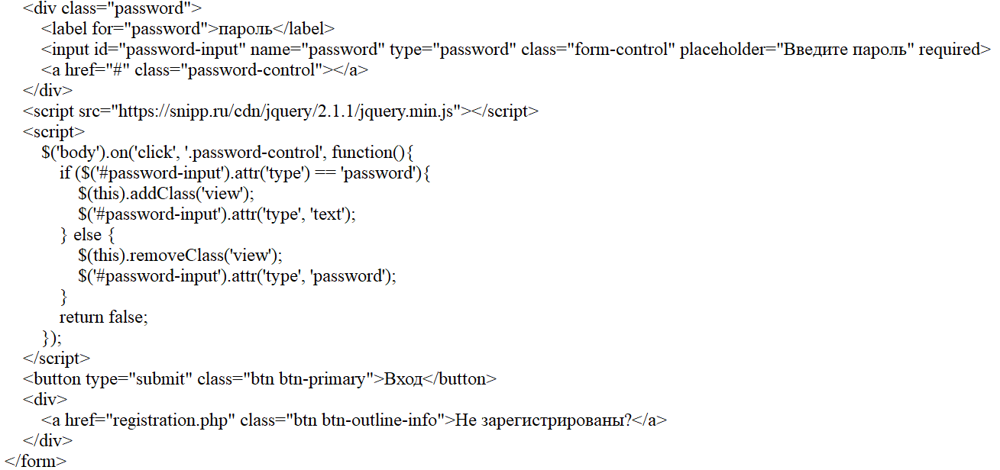 <div class="password">
<label for="password">пароль</label>
<input id="password-input" name="password" type="password" class="form-control" placeholder="Введите пароль" required>
<a href="#" class="password-control"></a>
</div>
<script src="https://snipp.ru/cdn/jquery/2.1.1/jquery.min.js"></script>
<script>
$('body').on('click', '.password-control', function(){
if ($('#password-input').attr('type') == 'password'){
$(this).addClass('view');
$('#password-input').attr('type', 'text');
} else {
$(this).removeClass('view');
$('#password-input').attr('type', 'password');
}
return false;
});
</script>
<button type="submit" class="btn btn-primary">Вход</button>
<div>
<a href="registration.php" class="btn btn-outline-info">Не зарегистрированы?</a>
</div>
</form>